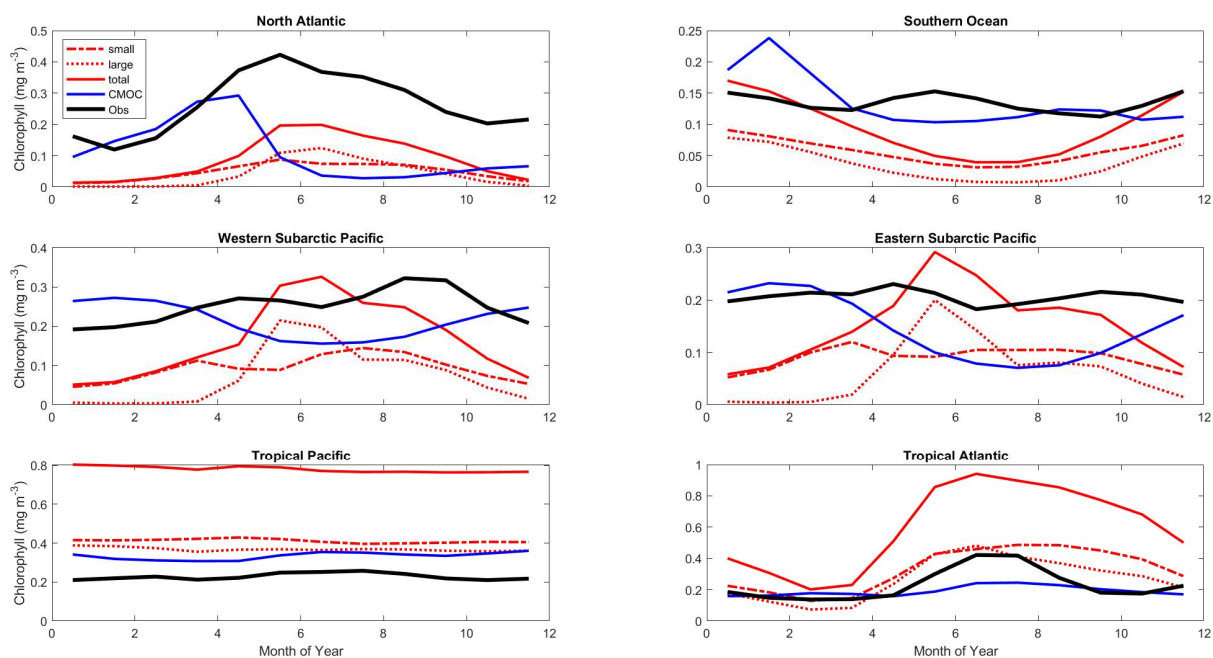 North Atlantic
Chlorophyll (mg m-3)
0.5
0.4
0.3
0.2
0.1
0
small
large
total
CMOC
Obs
0 2 4 6 8 10 12
Southern Ocean
Chlorophyll (mg m-3)
0.25
0.2
0.15
0.1
0.05
0
0 2 4 6 8 10 12
Western Subarctic Pacific
Chlorophyll (mg m-3)
0.4
0.3
0.2
0.1
0
0 2 4 6 8 10 12
Eastern Subarctic Pacific
0.3
0.2
0.1
0
0 2 4 6 8 10 12
Tropical Pacific
Chlorophyll (mg m-3)
0.8
0.6
0.4
0.2
0
0 2 4 6 8 10 12
Month of Year
Tropical Atlantic
1
0.8
0.6
0.4
0.2
0
0 2 4 6 8 10 12
Month of Year